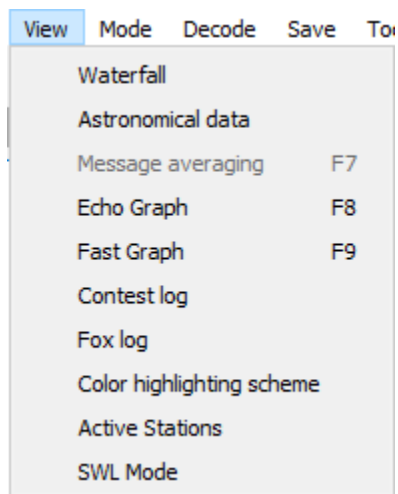 View Mode Decode Save
Waterfall
Astronomical data
Message averaging F7
Echo Graph F8
Fast Graph F9
Contest log
Fox log
Color highlighting scheme
Active Stations
SWL Mode